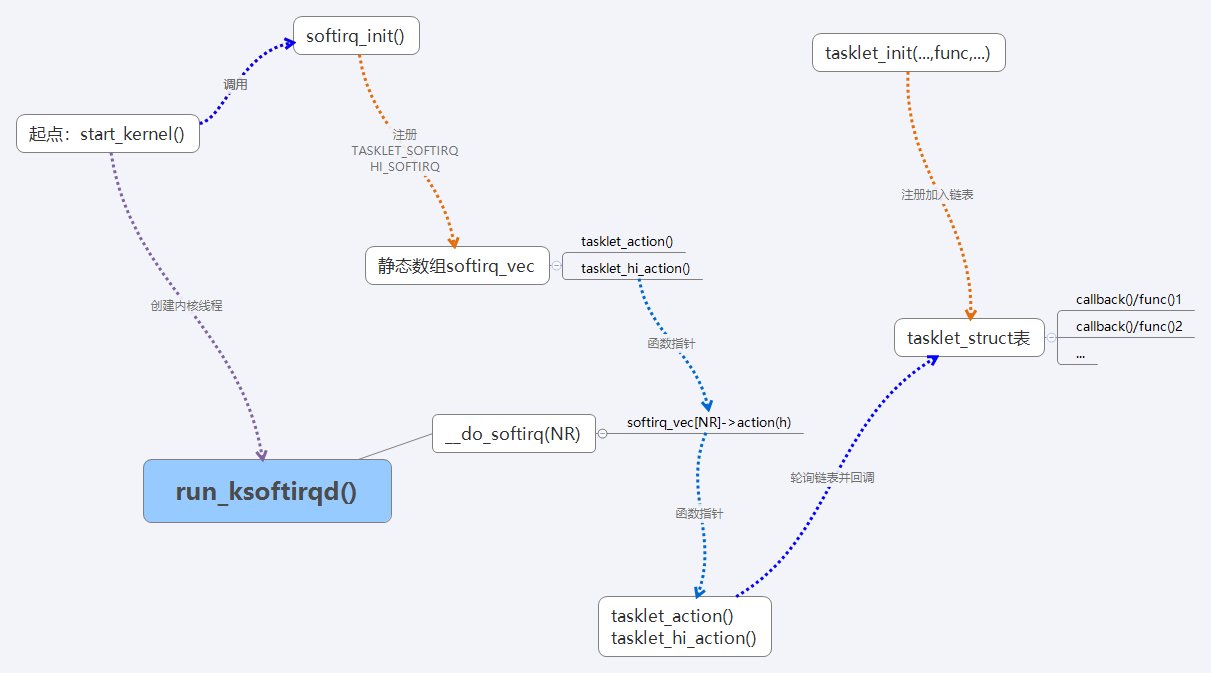 softirq_init()
tasklet_init(...,func,...)
调用
起点：start_kernel()
注册
TASKLET_SOFTIRQ
HI_SOFTIRQ
注册加入链表
静态数组softirq_vec
tasklet_action()
tasklet_hi_action()
创建内核线程
函数指针
tasklet_struct表
callback()/func()1
callback()/func()2
...
__do_softirq(NR)
softirq_vec[NR]->action(h)
run_ksoftirqd()
轮询链表并回调
函数指针
tasklet_action()
tasklet_hi_action()